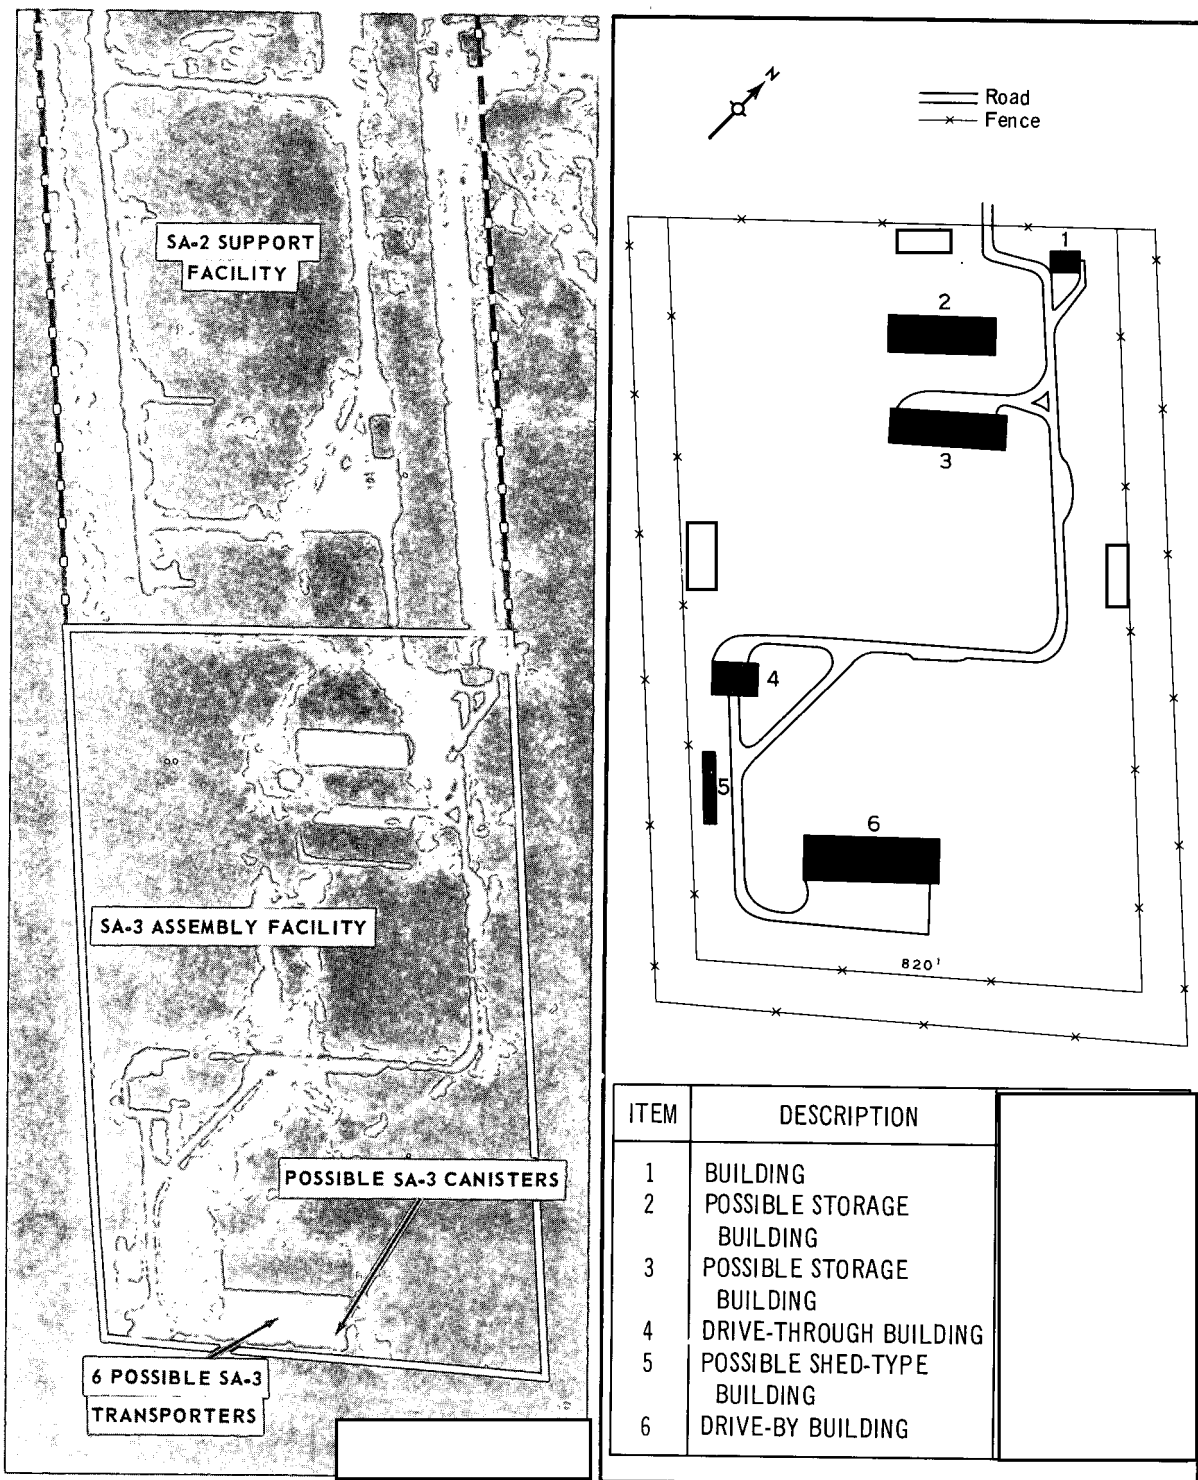 SA-2 SUPPORT
FACILITY
SA-3 ASSEMBLY FACILITY
POSSIBLE SA-3 CANISTERS
6 POSSIBLE SA-3
TRANSPORTERS
N
Road
Fence
1
2
3
4
5
6
820'
ITEM DESCRIPTION
1 BUILDING
2 POSSIBLE STORAGE
BUILDING
3 POSSIBLE STORAGE
BUILDING
4 DRIVE-THROUGH BUILDING
5 POSSIBLE SHED-TYPE
BUILDING
6 DRIVE-BY BUILDING